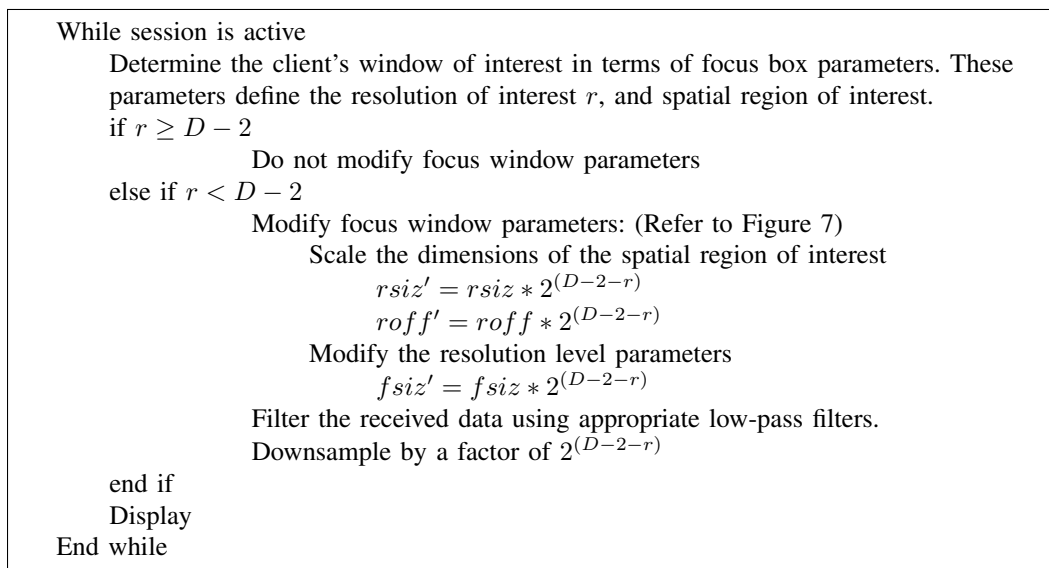 While session is active
Determine the client's window of interest in terms of focus box parameters. These
parameters define the resolution of interest r, and spatial region of interest.
if r ≥ D − 2
Do not modify focus window parameters
else if r < D − 2
Modify focus window parameters: (Refer to Figure 7)
Scale the dimensions of the spatial region of interest
rsiz′ = rsiz ∗ 2^(D−2−r)
roff′ = roff ∗ 2^(D−2−r)
Modify the resolution level parameters
fsiz′ = fsiz ∗ 2^(D−2−r)
Filter the received data using appropriate low-pass filters.
Downsample by a factor of 2^(D−2−r)
end if
Display
End while